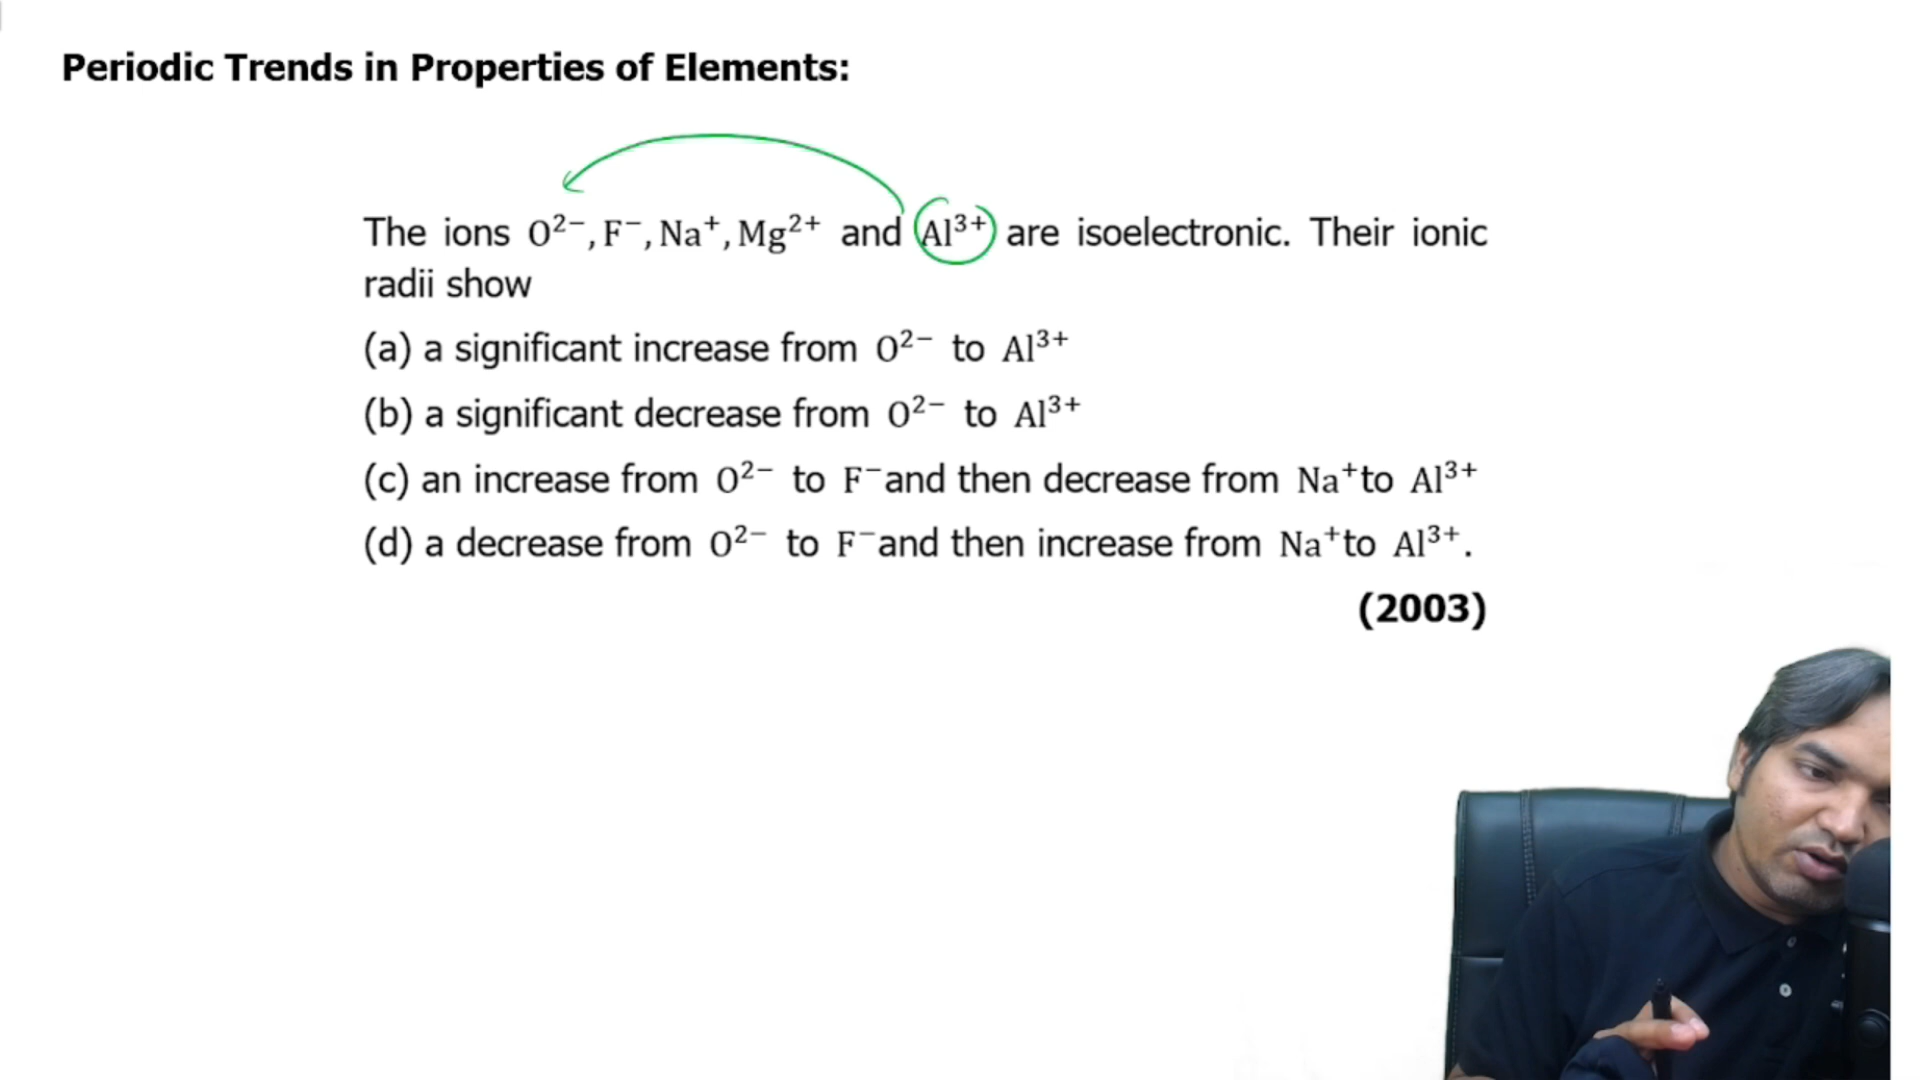 Periodic Trends in Properties of Elements:
The ions O²⁻, F⁻, Na⁺, Mg²⁺ and Al³⁺ are isoelectronic. Their ionic
radii show
(a) a significant increase from O²⁻ to Al³⁺
(b) a significant decrease from O²⁻ to Al³⁺
(c) an increase from O²⁻ to F⁻and then decrease from Na⁺to Al³⁺
(d) a decrease from O²⁻ to F⁻and then increase from Na⁺to Al³⁺.
(2003)